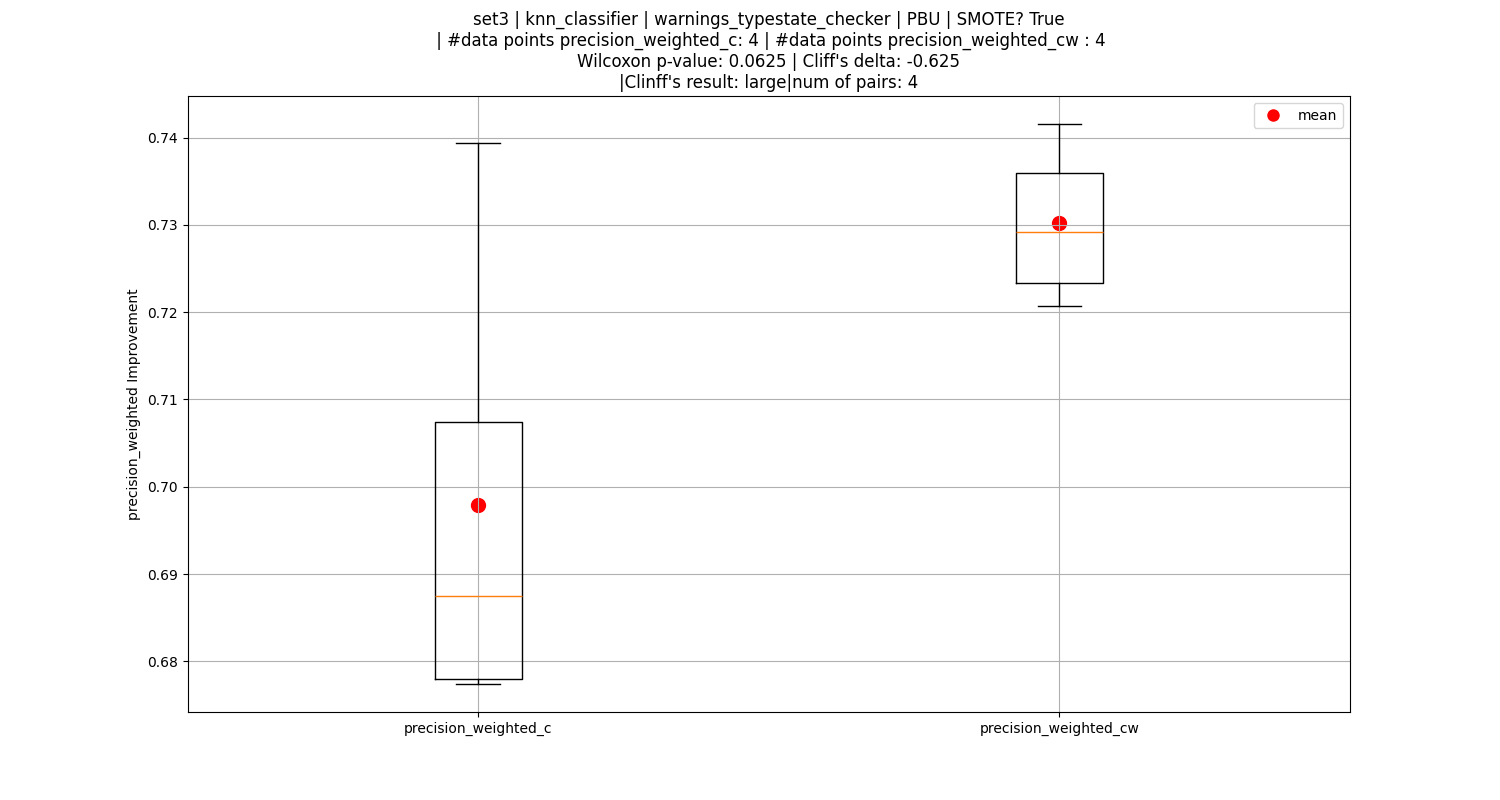 set3 | knn_classifier | warnings_typestate_checker | PBU | SMOTE? True
| #data points precision_weighted_c: 4 | #data points precision_weighted_cw : 4
Wilcoxon p-value: 0.0625 | Cliff's delta: -0.625
|Clinff's result: large|num of pairs: 4
mean
0.74
0.73
0.72
0.71
0.70
0.69
0.68
precision_weighted Improvement
precision_weighted_c
precision_weighted_cw